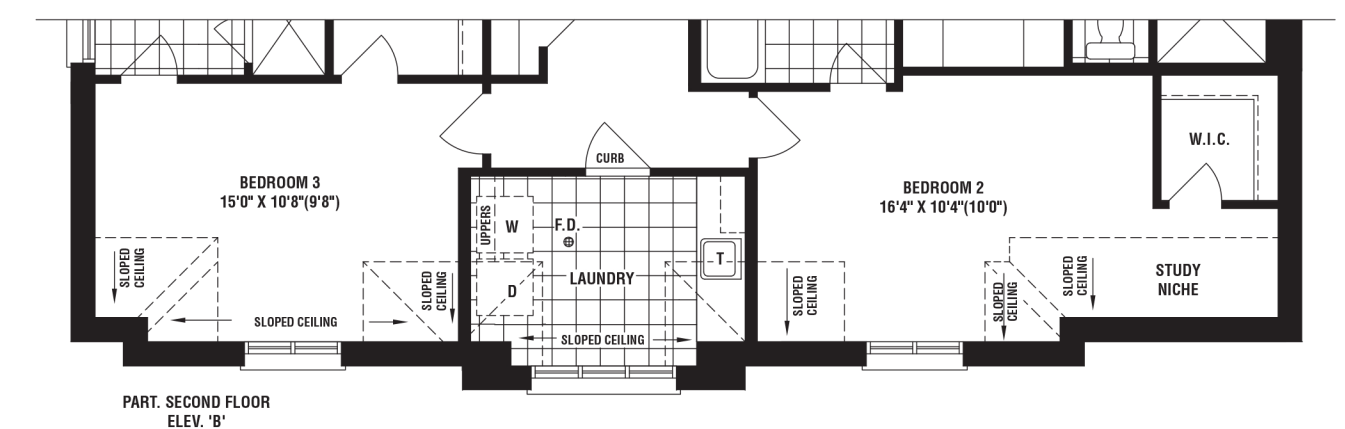 CURB
W.I.C.
BEDROOM 3
15'0" X 10'8"(9'8")
BEDROOM 2
16'4" X 10'4"(10'0")
UPPERS
W
F.D.
T
D
LAUNDRY
SLOPED
CEILING
SLOPED
CEILING
SLOPED
CEILING
SLOPED
CEILING
SLOPED
CEILING
STUDY
NICHE
SLOPED CEILING
SLOPED CEILING
PART. SECOND FLOOR
ELEV. 'B'